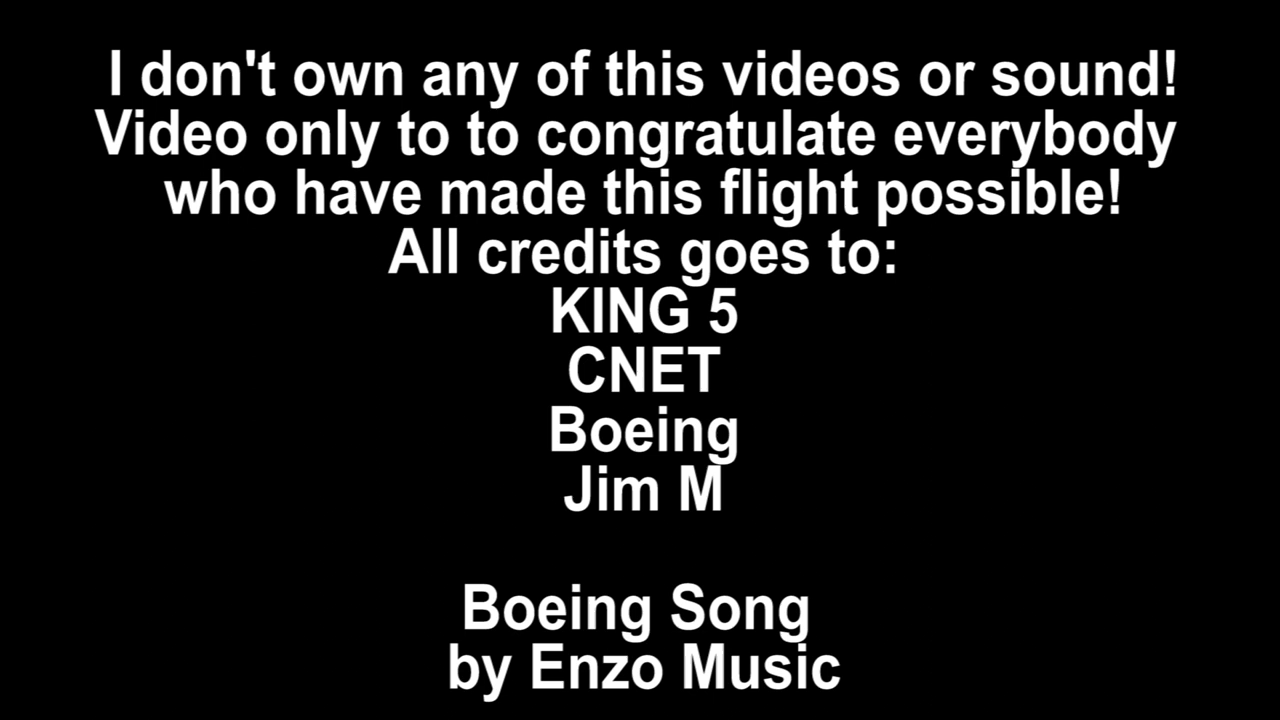 I don't own any of this videos or sound!
Video only to to congratulate everybody
who have made this flight possible!
All credits goes to:
KING 5
CNET
Boeing
Jim M
Boeing Song
by Enzo Music